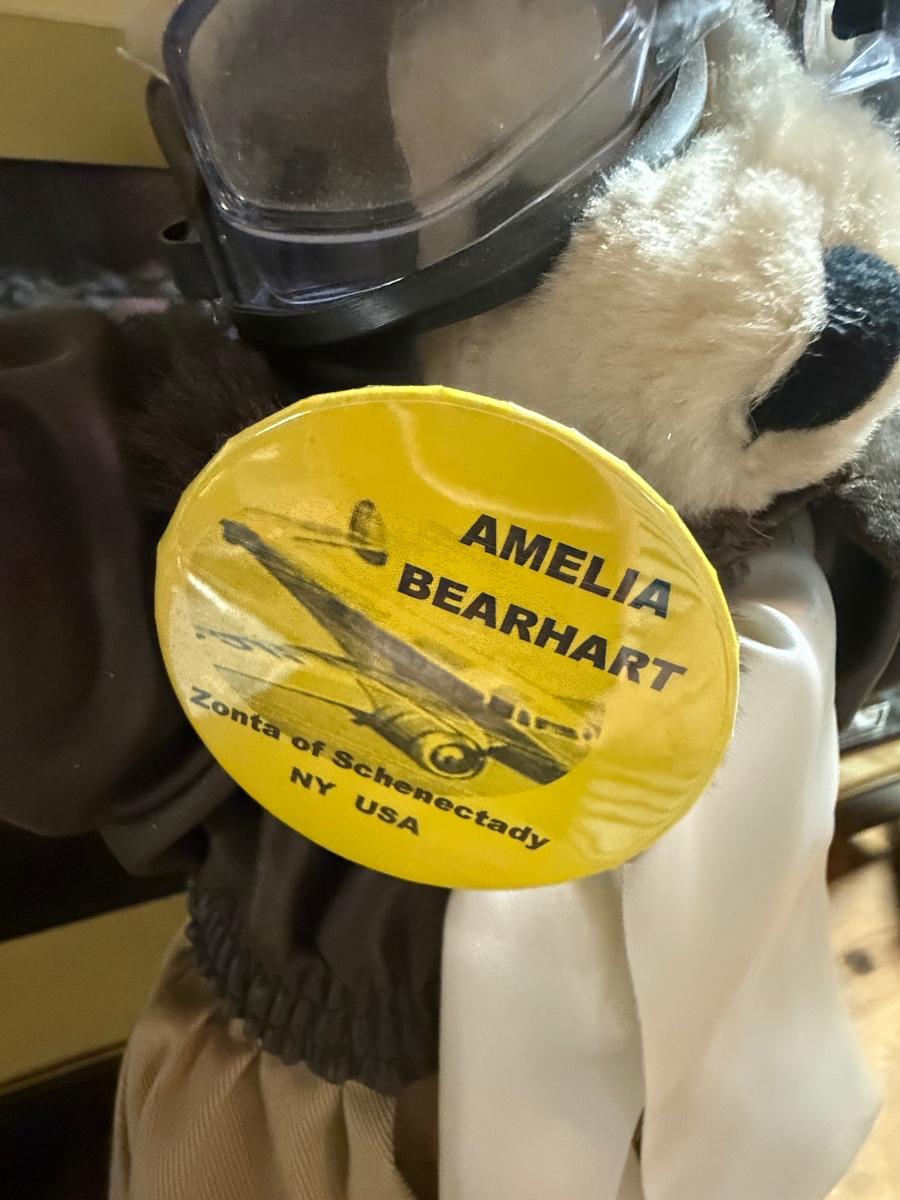 AMELIA
BEARHART
Zonta of Schenectady
NY USA